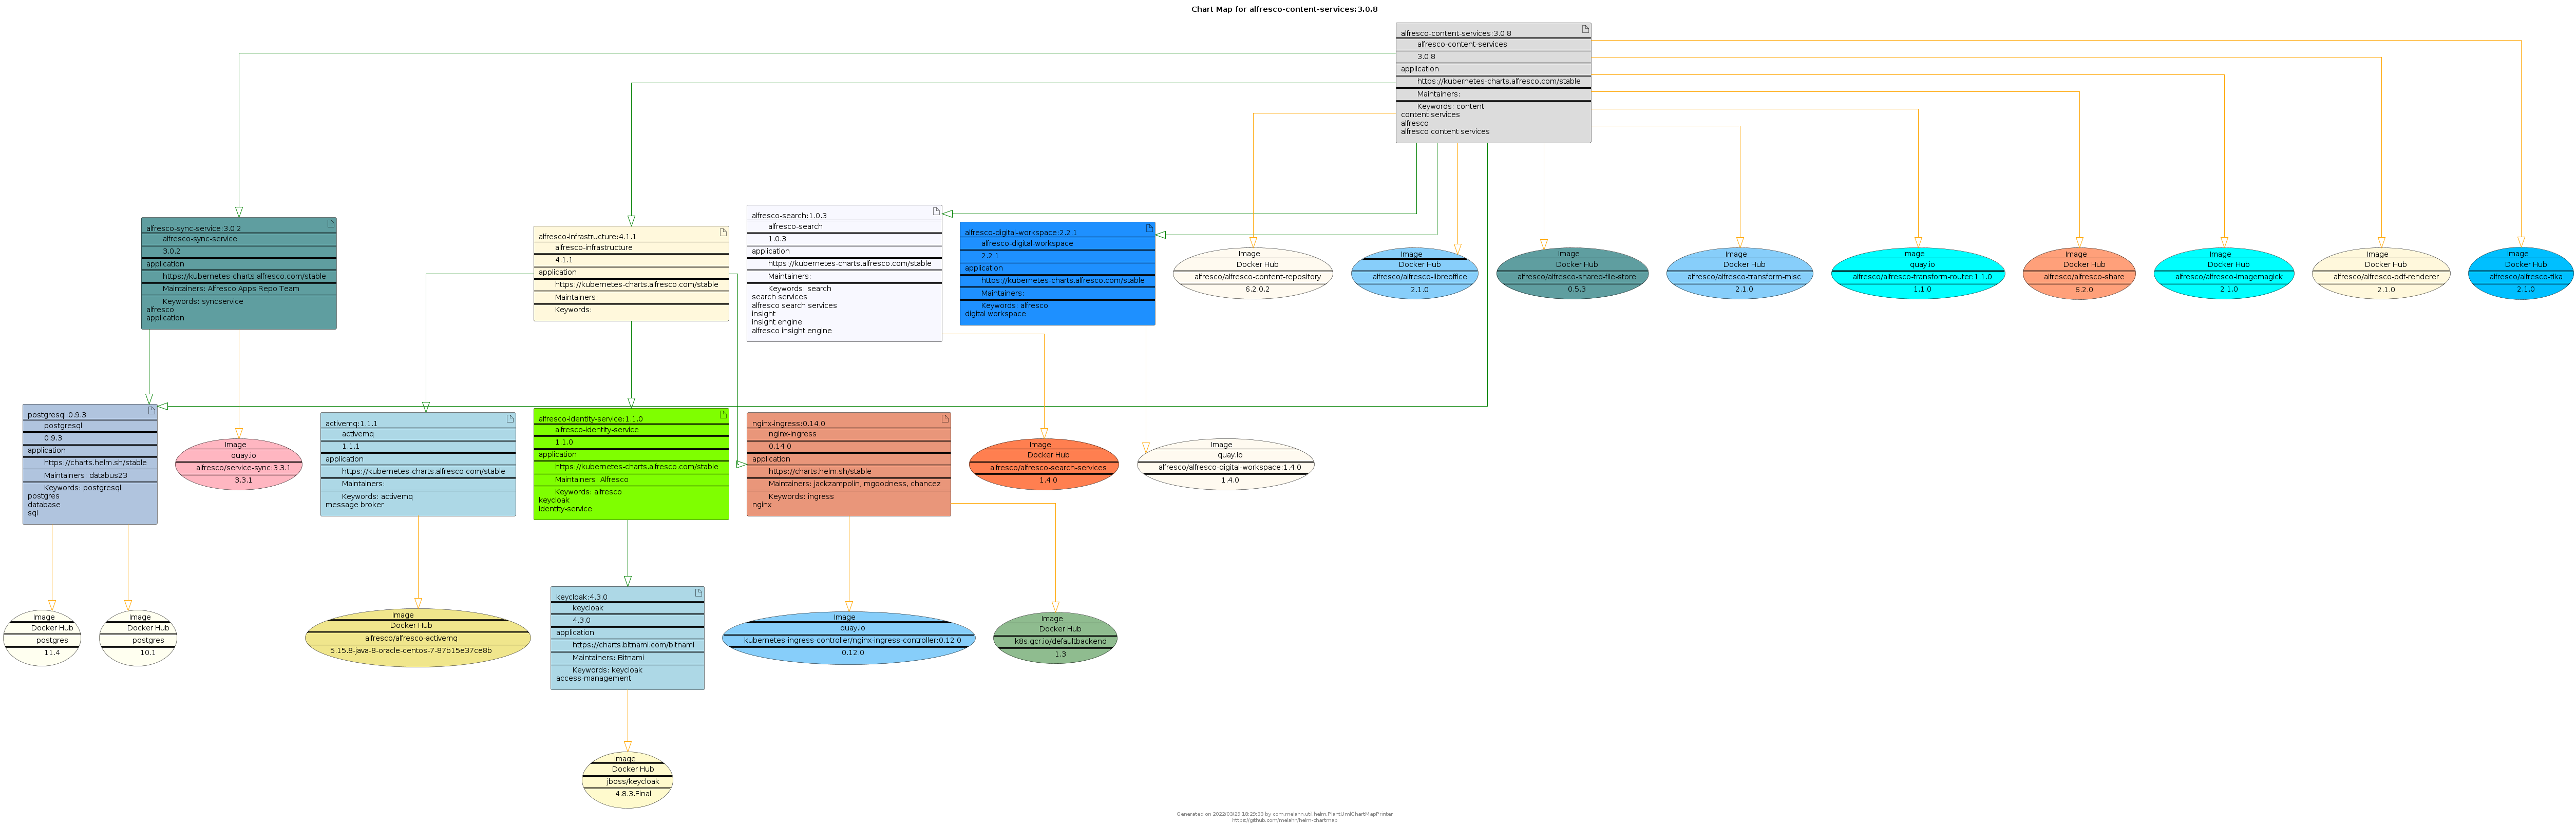 Chart Map for alfresco-content-services:3.0.8
alfresco-content-services:3.0.8
alfresco-content-services
3.0.8
application
https://kubernetes-charts.alfresco.com/stable
Maintainers:
Keywords: content
content services
alfresco
alfresco content services
alfresco-sync-service:3.0.2
alfresco-sync-service
3.0.2
application
https://kubernetes-charts.alfresco.com/stable
Maintainers: Alfresco Apps Repo Team
Keywords: syncservice
alfresco
application
alfresco-infrastructure:4.1.1
alfresco-infrastructure
4.1.1
application
https://kubernetes-charts.alfresco.com/stable
Maintainers:
Keywords:
alfresco-search:1.0.3
alfresco-search
1.0.3
application
https://kubernetes-charts.alfresco.com/stable
Maintainers:
Keywords: search
search services
alfresco search services
insight
insight engine
alfresco insight engine
alfresco-digital-workspace:2.2.1
alfresco-digital-workspace
2.2.1
application
https://kubernetes-charts.alfresco.com/stable
Maintainers:
Keywords: alfresco
digital workspace
Image
Docker Hub
alfresco/alfresco-content-repository
6.2.0.2
Image
Docker Hub
alfresco/alfresco-libreoffice
2.1.0
Image
Docker Hub
alfresco/alfresco-shared-file-store
0.5.3
Image
Docker Hub
alfresco/alfresco-transform-misc
2.1.0
Image
quay.io
alfresco/alfresco-transform-router:1.1.0
1.1.0
Image
Docker Hub
alfresco/alfresco-share
6.2.0
Image
Docker Hub
alfresco/alfresco-imagemagick
2.1.0
Image
Docker Hub
alfresco/alfresco-pdf-renderer
2.1.0
Image
Docker Hub
alfresco/alfresco-tika
2.1.0
postgresql:0.9.3
postgresql
0.9.3
application
https://charts.helm.sh/stable
Maintainers: databus23
Keywords: postgresql
postgres
database
sql
Image
quay.io
alfresco/service-sync:3.3.1
3.3.1
activemq:1.1.1
activemq
1.1.1
application
https://kubernetes-charts.alfresco.com/stable
Maintainers:
Keywords: activemq
message broker
alfresco-identity-service:1.1.0
alfresco-identity-service
1.1.0
application
https://kubernetes-charts.alfresco.com/stable
Maintainers: Alfresco
Keywords: alfresco
keycloak
identity-service
nginx-ingress:0.14.0
nginx-ingress
0.14.0
application
https://charts.helm.sh/stable
Maintainers: jackzampolin, mgoodness, chancez
Keywords: ingress
nginx
Image
Docker Hub
alfresco/alfresco-search-services
1.4.0
Image
quay.io
alfresco/alfresco-digital-workspace:1.4.0
1.4.0
Image
Docker Hub
postgres
11.4
Image
Docker Hub
postgres
10.1
Image
Docker Hub
alfresco/alfresco-activemq
5.15.8-java-8-oracle-centos-7-87b15e37ce8b
keycloak:4.3.0
keycloak
4.3.0
application
https://charts.bitnami.com/bitnami
Maintainers: Bitnami
Keywords: keycloak
access-management
Image
quay.io
kubernetes-ingress-controller/nginx-ingress-controller:0.12.0
0.12.0
Image
Docker Hub
k8s.gcr.io/defaultbackend
1.3
Image
Docker Hub
jboss/keycloak
4.8.3.Final
Generated on 2022/08/29 18:29:33 by com.melahn.util.helm.PlantUmlChartMapPrinter
https://github.com/melahn/helm-chartmap